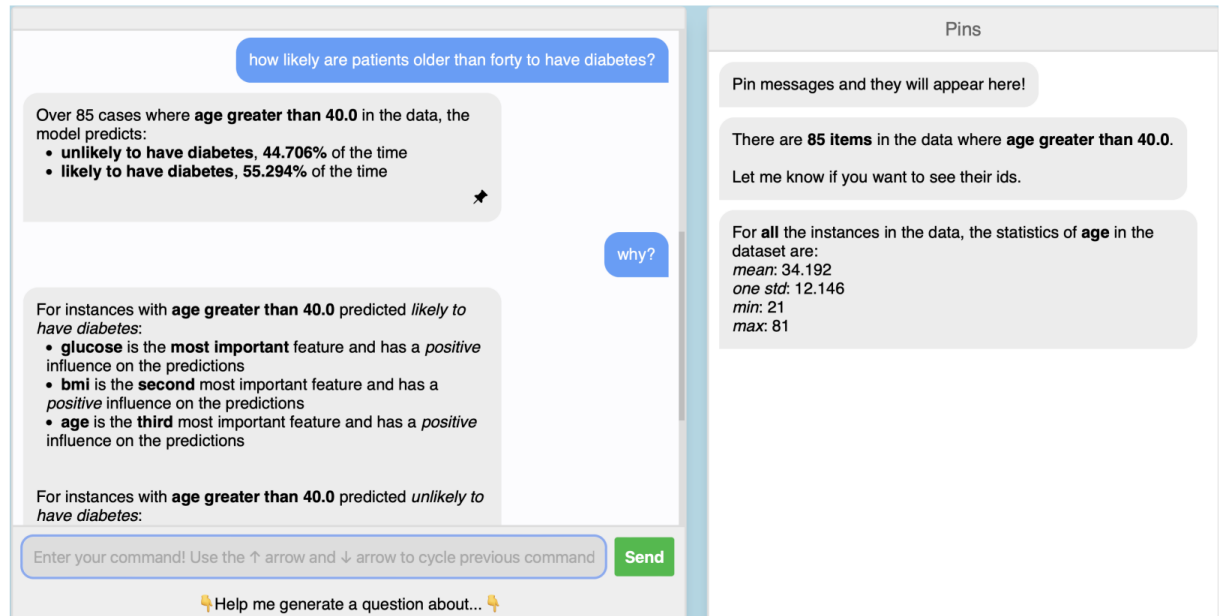 how likely are patients older than forty to have diabetes?
Over 85 cases where age greater than 40.0 in the data, the
model predicts:
• unlikely to have diabetes, 44.706% of the time
• likely to have diabetes, 55.294% of the time
why?
For instances with age greater than 40.0 predicted likely to
have diabetes:
• glucose is the most important feature and has a positive
influence on the predictions
• bmi is the second most important feature and has a
positive influence on the predictions
• age is the third most important feature and has a positive
influence on the predictions
For instances with age greater than 40.0 predicted unlikely to
have diabetes:
Enter your command! Use the ↑ arrow and ↓ arrow to cycle previous command
Send
👇Help me generate a question about... 👇
Pins
Pin messages and they will appear here!
There are 85 items in the data where age greater than 40.0.
Let me know if you want to see their ids.
For all the instances in the data, the statistics of age in the
dataset are:
mean: 34.192
one std: 12.146
min: 21
max: 81